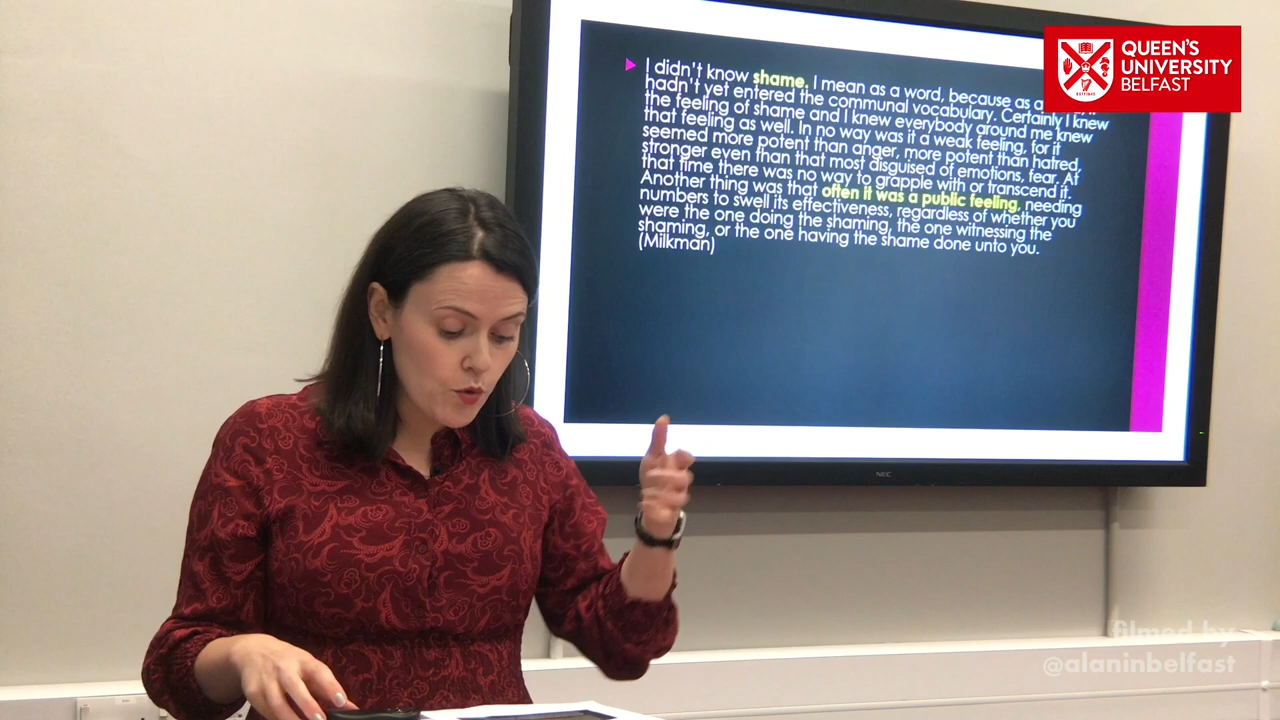 QUEEN'S
UNIVERSITY
BELFAST
I didn't know shame. I mean as a word, because as a
hadn't yet entered the communal vocabulary. Certainly I knew
the feeling of shame and I knew everybody around me knew
that feeling as well. In no way was it a weak feeling, for it
seemed more potent than anger, more potent than hatred,
stronger even than that most disguised of emotions, fear. At
that time there was no way to grapple with or transcend it.
Another thing was that often it was a public feeling, needing
numbers to swell its effectiveness, regardless of whether you
were the one doing the shaming, the one witnessing the
shaming, or the one having the shame done unto you.
(Milkman)
NEC
filmed by
@alaninbelfast